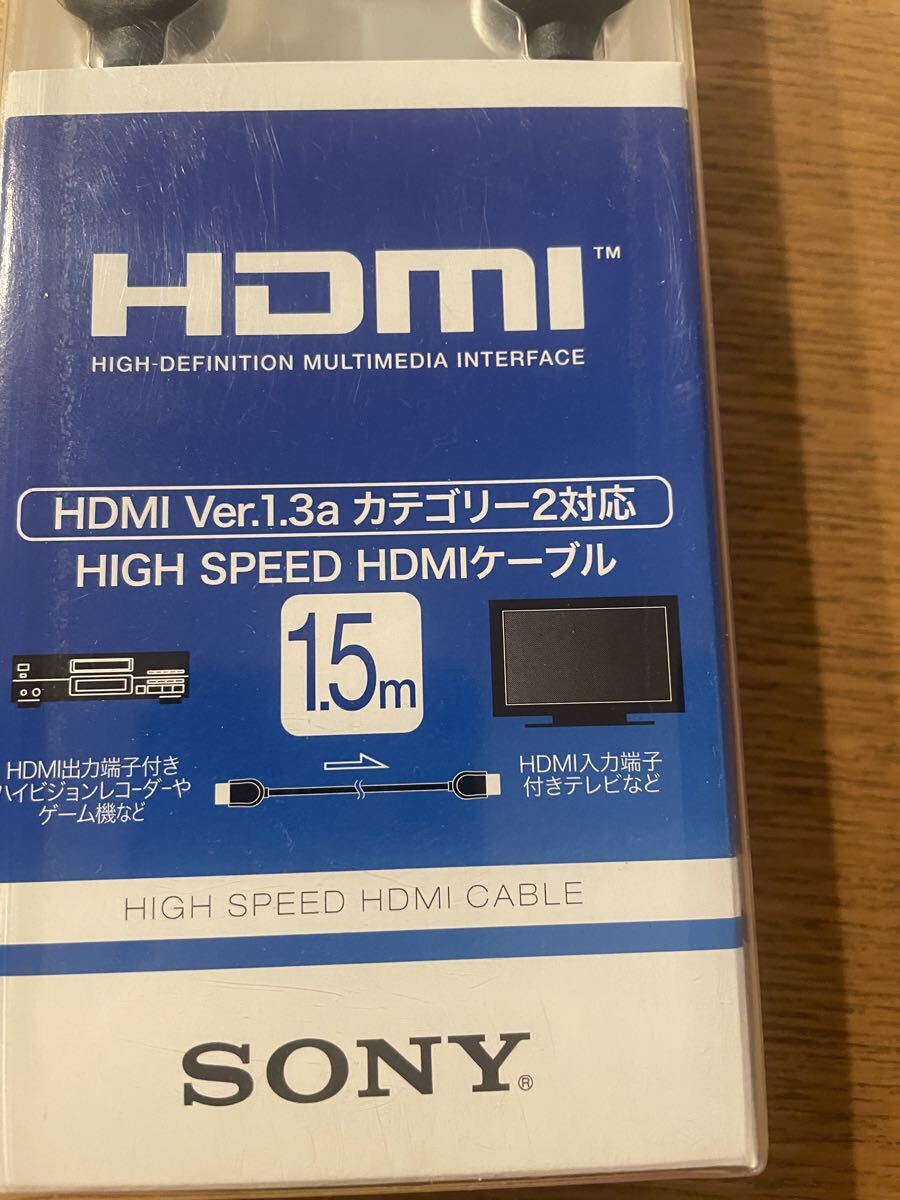 HDMI™
HIGH-DEFINITION MULTIMEDIA INTERFACE
HDMI Ver.1.3a カテゴリー2対応
HIGH SPEED HDMIケーブル
1.5m
HDMI出力端子付き
ハイビジョンレコーダーや
ゲーム機など
HDMI入力端子
付きテレビなど
HIGH SPEED HDMI CABLE
SONY®